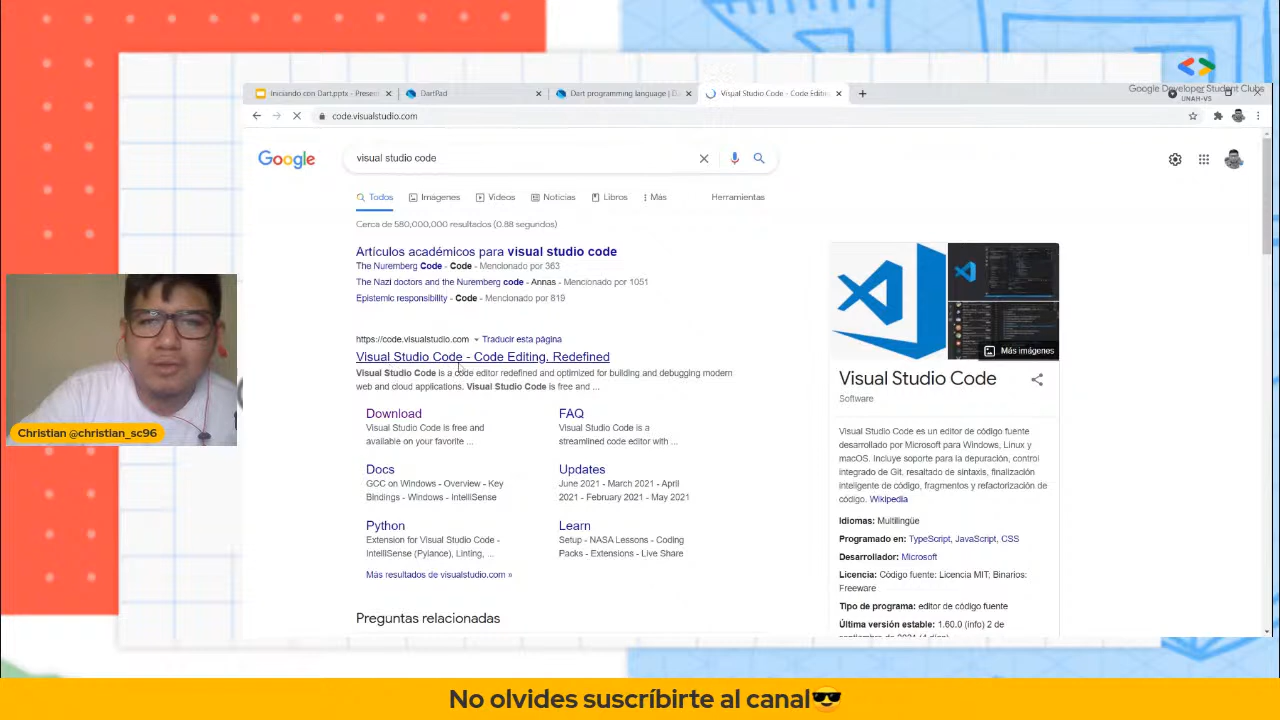 Iniciando con Dart.pptx - Present
DartPad
Dart programming language | D
Visual Studio Code - Code Editin
Google Developer Student Clubs
UNAH-VS
code.visualstudio.com
Google
visual studio code
Todos
Imágenes
Videos
Noticias
Libros
Más
Herramientas
Cerca de 580,000,000 resultados (0.88 segundos)
Artículos académicos para visual studio code
The Nuremberg Code - Code - Mencionado por 363
The Nazi doctors and the Nuremberg code - Annas - Mencionado por 1051
Epistemic responsibility - Code - Mencionado por 819
https://code.visualstudio.com Traducir esta página
Visual Studio Code - Code Editing. Redefined
Visual Studio Code is a code editor redefined and optimized for building and debugging modern
web and cloud applications. Visual Studio Code is free and ...
Download
Visual Studio Code is free and
available on your favorite ...
FAQ
Visual Studio Code is a
streamlined code editor with ...
Docs
GCC on Windows - Overview - Key
Bindings - Windows - IntelliSense
Updates
June 2021 - March 2021 - April
2021 - February 2021 - May 2021
Python
Extension for Visual Studio Code -
IntelliSense (Pylance), Linting, ...
Learn
Setup - NASA Lessons - Coding
Packs - Extensions - Live Share
Más resultados de visualstudio.com »
Preguntas relacionadas
Más imágenes
Visual Studio Code
Software
Visual Studio Code es un editor de código fuente
desarrollado por Microsoft para Windows, Linux y
macOS. Incluye soporte para la depuración, control
integrado de Git, resaltado de sintaxis, finalización
inteligente de código, fragmentos y refactorización de
código. Wikipedia
Idiomas: Multilingüe
Programado en: TypeScript, JavaScript, CSS
Desarrollador: Microsoft
Licencia: Código fuente: Licencia MIT; Binarios:
Freeware
Tipo de programa: editor de código fuente
Última versión estable: 1.60.0 (info) 2 de
Christian @christian_sc96
No olvides suscríbirte al canal😎